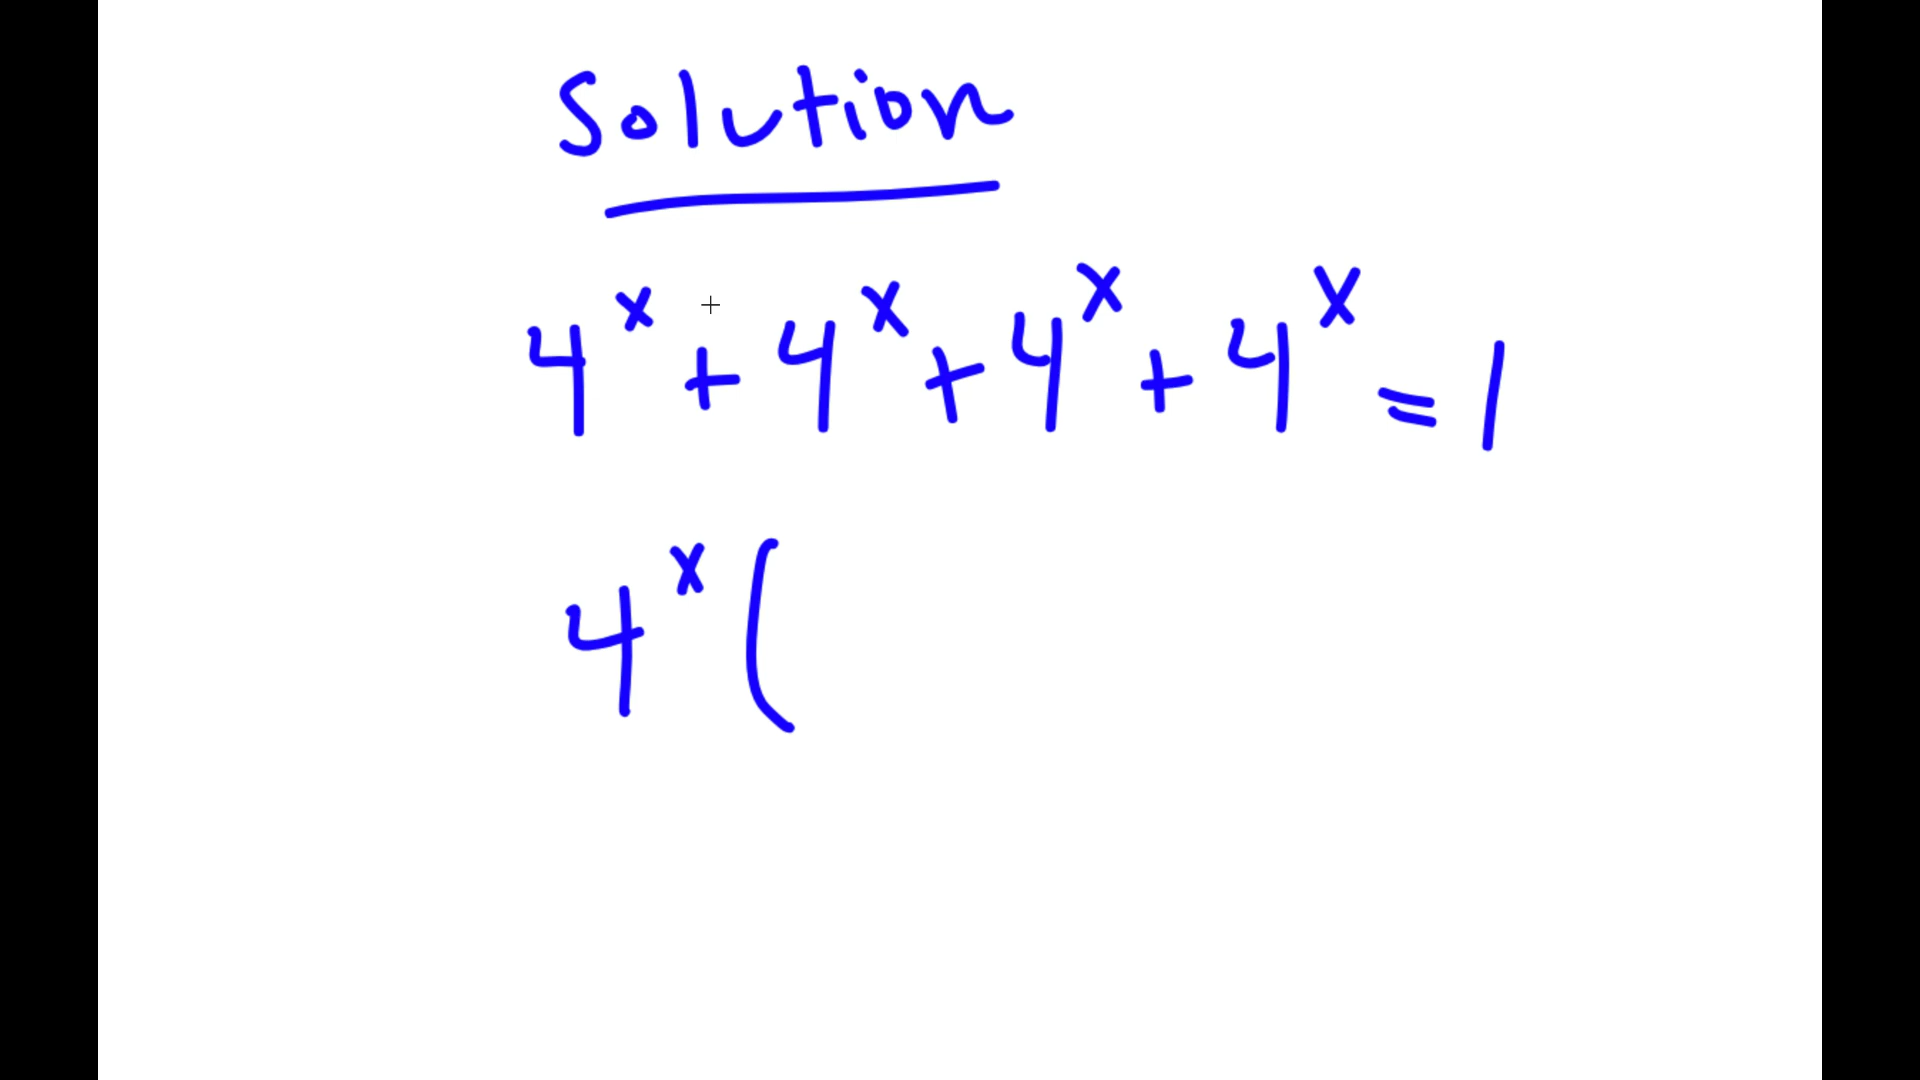 Solution
4^x + 4^x + 4^x + 4^x = 1
4^x (